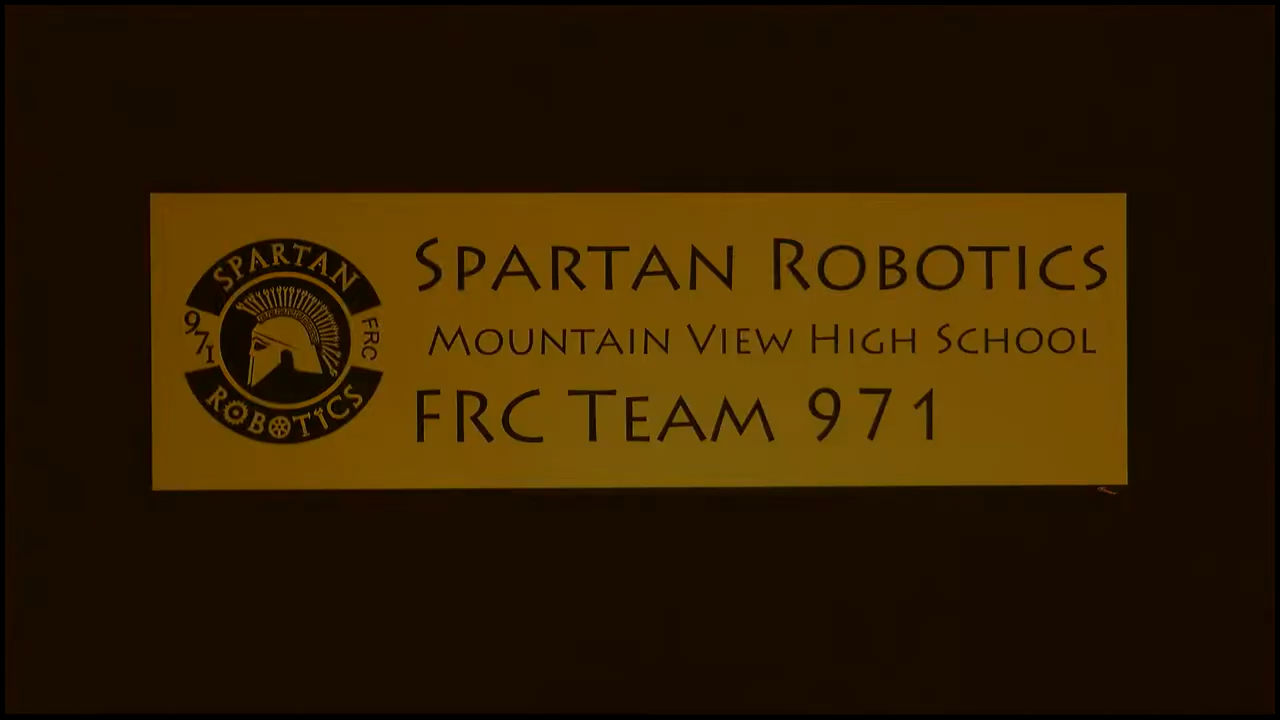 SPARTAN
971
FRC
ROBOTICS
SPARTAN ROBOTICS
MOUNTAIN VIEW HIGH SCHOOL
FRC TEAM 971